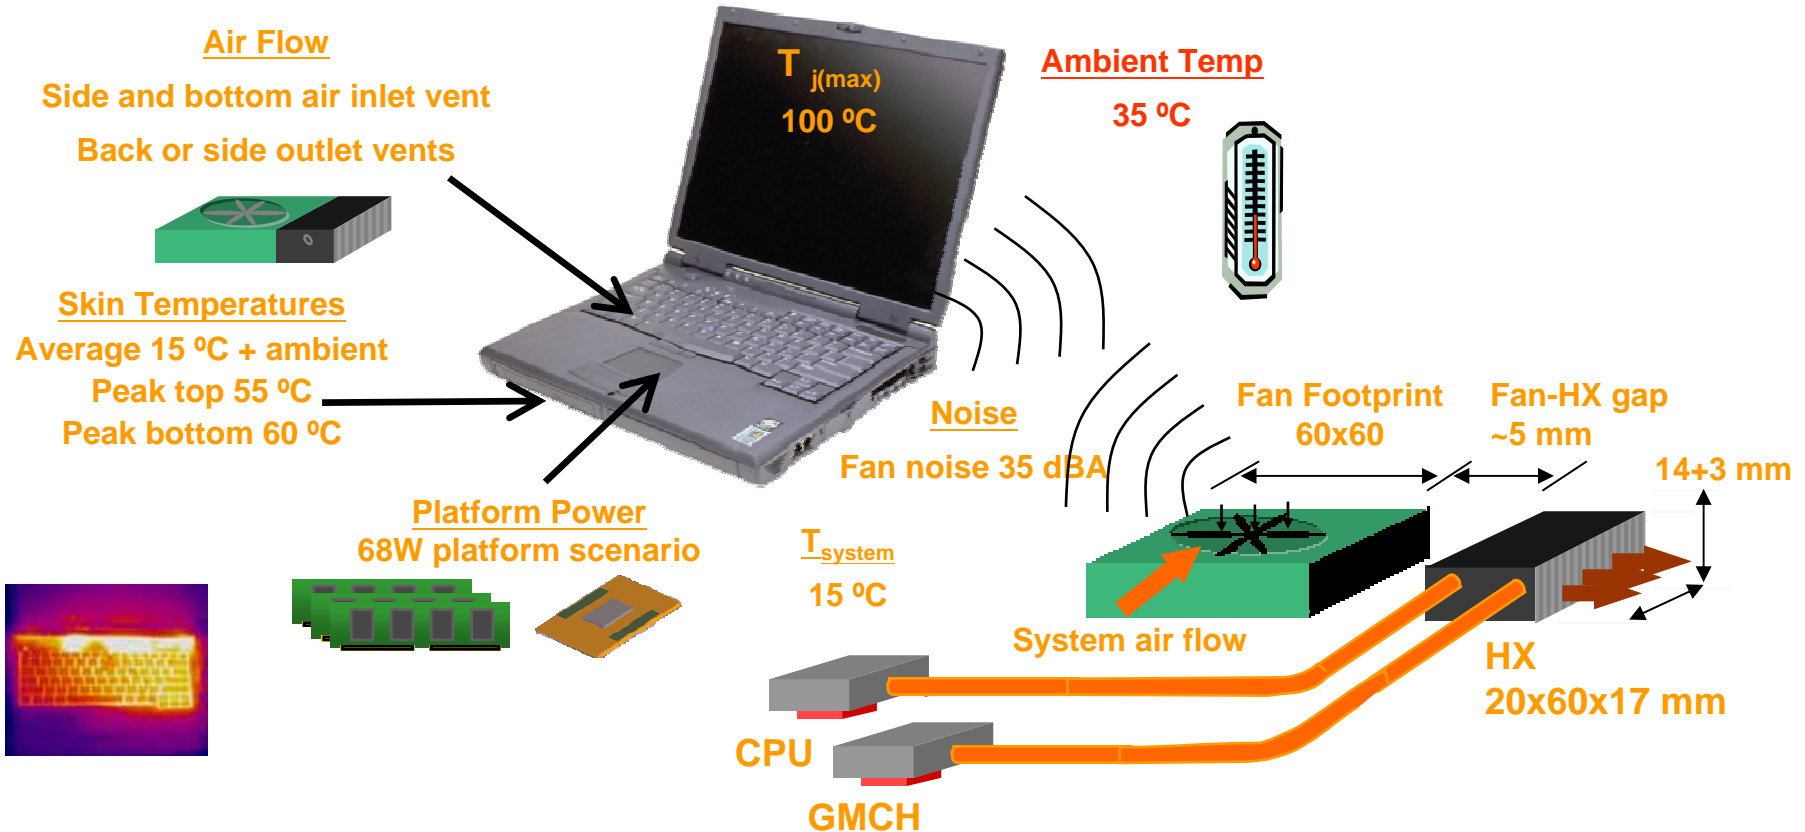 Air Flow
Side and bottom air inlet vent
Back or side outlet vents
T j(max)
100 ºC
Ambient Temp
35 ºC
Skin Temperatures
Average 15 ºC + ambient
Peak top 55 ºC
Peak bottom 60 ºC
Noise
Fan noise 35 dBA
Fan Footprint
60x60
Fan-HX gap
~5 mm
14+3 mm
Platform Power
68W platform scenario
Tsystem
15 ºC
System air flow
HX
20x60x17 mm
CPU
GMCH